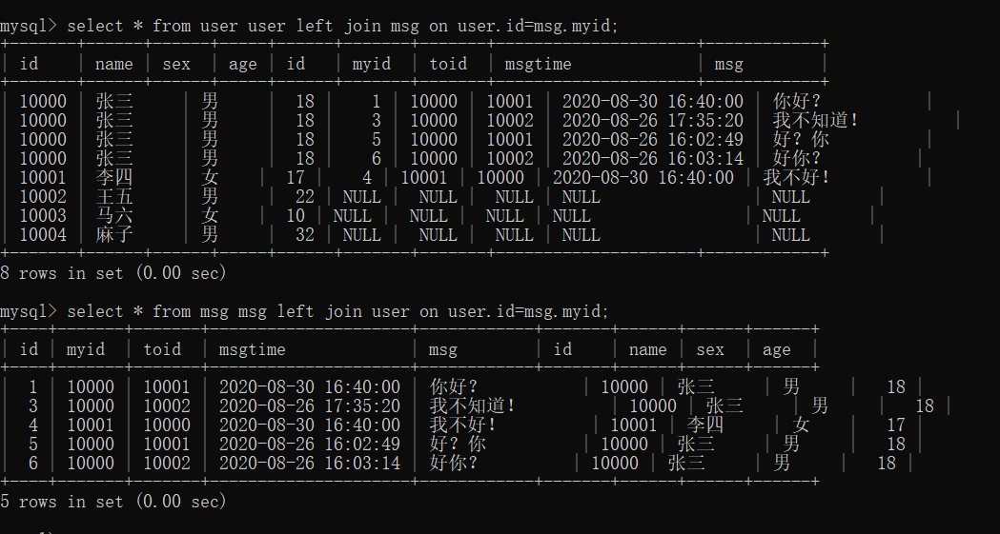 mysql> select * from user user left join msg on user.id=msg.myid;
+-------+------+------+-----+------+-------+-------+---------------------+------------+
| id    | name | sex  | age | id   | myid  | toid  | msgtime             | msg        |
+-------+------+------+-----+------+-------+-------+---------------------+------------+
| 10000 | 张三 | 男 | 18 | 1 | 10000 | 10001 | 2020-08-30 16:40:00 | 你好? |
| 10000 | 张三 | 男 | 18 | 3 | 10000 | 10002 | 2020-08-26 17:35:20 | 我不知道! |
| 10000 | 张三 | 男 | 18 | 5 | 10000 | 10001 | 2020-08-26 16:02:49 | 好? 你 |
| 10000 | 张三 | 男 | 18 | 6 | 10000 | 10002 | 2020-08-26 16:03:14 | 好你? |
| 10001 | 李四 | 女 | 17 | 4 | 10001 | 10000 | 2020-08-30 16:40:00 | 我不好! |
| 10002 | 王五 | 男 | 22 | NULL | NULL | NULL | NULL | NULL |
| 10003 | 马六 | 女 | 10 | NULL | NULL | NULL | NULL | NULL |
| 10004 | 麻子 | 男 | 32 | NULL | NULL | NULL | NULL | NULL |
+-------+------+------+-----+------+-------+-------+---------------------+------------+
8 rows in set (0.00 sec)
mysql> select * from msg msg left join user on user.id=msg.myid;
+----+-------+-------+---------------------+------------+-------+------+------+------+
| id | myid  | toid  | msgtime             | msg        | id    | name | sex  | age  |
+----+-------+-------+---------------------+------------+-------+------+------+------+
| 1 | 10000 | 10001 | 2020-08-30 16:40:00 | 你好? | 10000 | 张三 | 男 | 18 |
| 3 | 10000 | 10002 | 2020-08-26 17:35:20 | 我不知道! | 10000 | 张三 | 男 | 18 |
| 4 | 10001 | 10000 | 2020-08-30 16:40:00 | 我不好! | 10001 | 李四 | 女 | 17 |
| 5 | 10000 | 10001 | 2020-08-26 16:02:49 | 好? 你 | 10000 | 张三 | 男 | 18 |
| 6 | 10000 | 10002 | 2020-08-26 16:03:14 | 好你? | 10000 | 张三 | 男 | 18 |
+----+-------+-------+---------------------+------------+-------+------+------+------+
5 rows in set (0.00 sec)